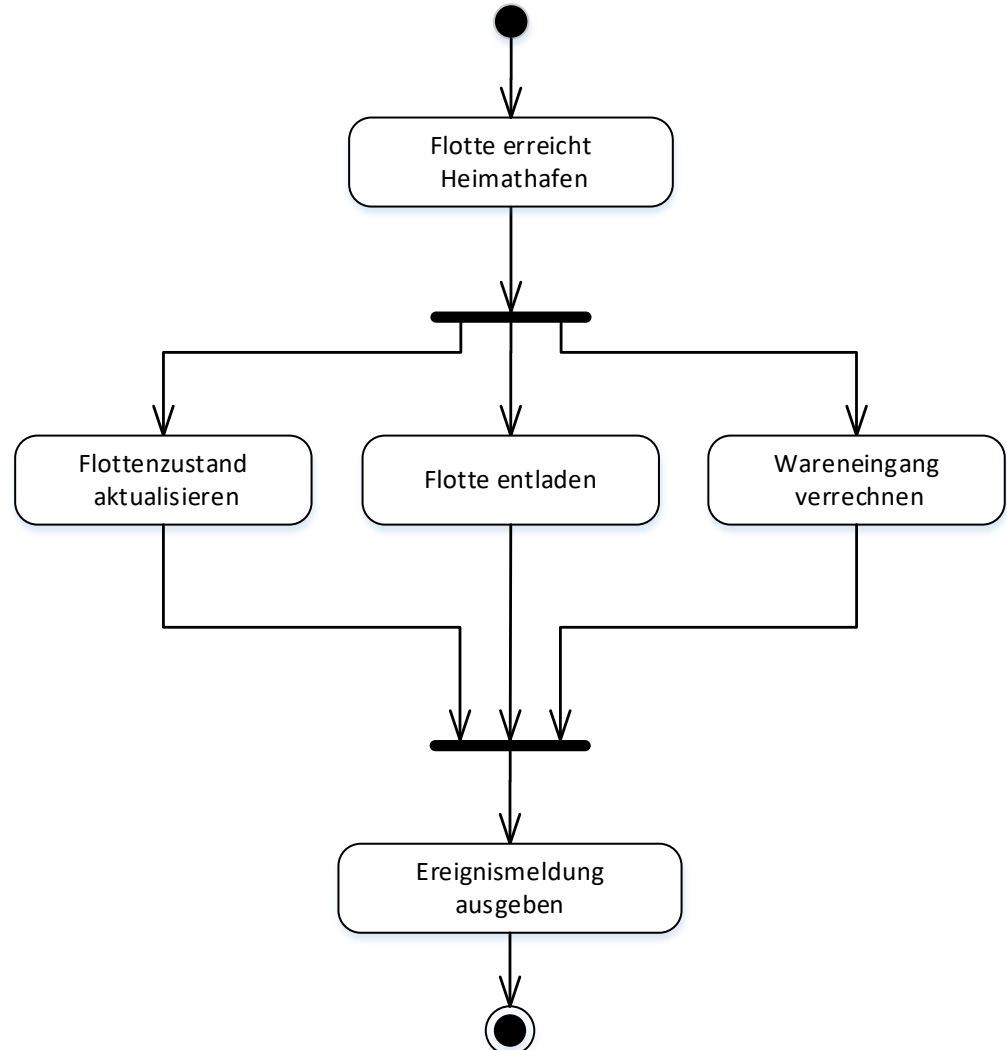 Flotte erreicht
Heimathafen
Flottenzustand
aktualisieren
Flotte entladen
Wareneingang
verrechnen
Ereignismeldung
ausgeben